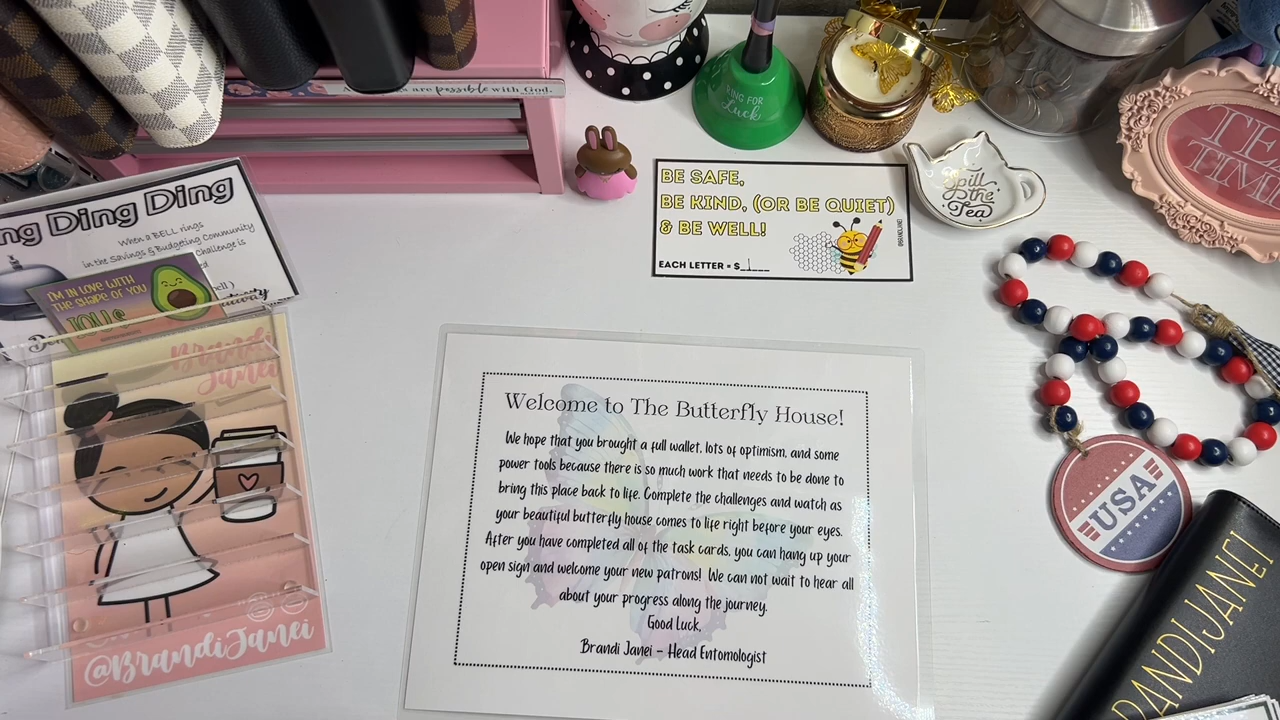 are possible with God.
RING FOR
Luck
BE SAFE,
BE KIND, (OR BE QUIET)
& BE WELL!
EACH LETTER = $_1___
@BRANDIJANEI
Spill
the
Tea
TEA
TIME
ng Ding Ding
When a BELL rings
in the Savings & Budgeting Community
Challenge is
I'M IN LOVE WITH
THE SHAPE OF YOU
IOU$
Brandi
Janei
@BrandiJanei
Welcome to The Butterfly House!
We hope that you brought a full wallet, lots of optimism, and some
power tools because there is so much work that needs to be done to
bring this place back to life. Complete the challenges and watch as
your beautiful butterfly house comes to life right before your eyes.
After you have completed all of the task cards, you can hang up your
open sign and welcome your new patrons! We can not wait to hear all
about your progress along the journey.
Good Luck,
Brandi Janei - Head Entomologist
USA
RANDIJANEI